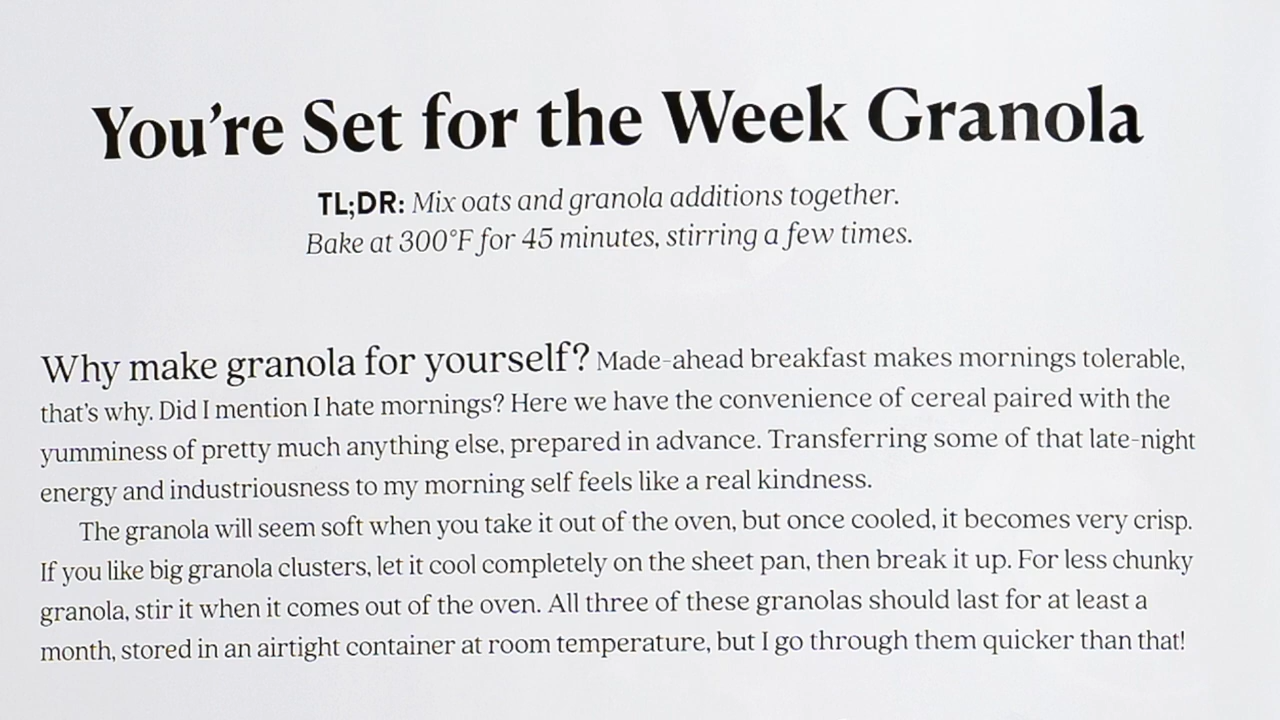 You're Set for the Week Granola
TL;DR: Mix oats and granola additions together.
Bake at 300°F for 45 minutes, stirring a few times.
Why make granola for yourself? Made-ahead breakfast makes mornings tolerable,
that's why. Did I mention I hate mornings? Here we have the convenience of cereal paired with the
yumminess of pretty much anything else, prepared in advance. Transferring some of that late-night
energy and industriousness to my morning self feels like a real kindness.
The granola will seem soft when you take it out of the oven, but once cooled, it becomes very crisp.
If you like big granola clusters, let it cool completely on the sheet pan, then break it up. For less chunky
granola, stir it when it comes out of the oven. All three of these granolas should last for at least a
month, stored in an airtight container at room temperature, but I go through them quicker than that!